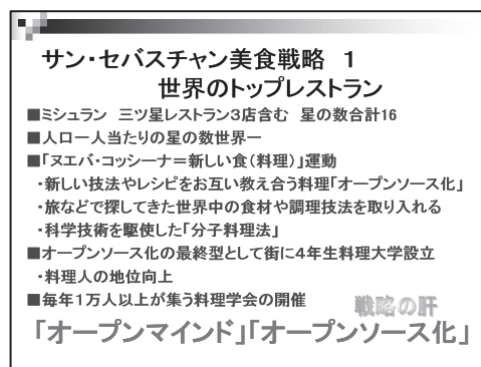 サン・セバスチャン美食戦略 1
世界のトップレストラン
■ミシュラン 三ツ星レストラン3店含む 星の数合計16
■人口一人当たりの星の数世界一
■「ヌエバ・コッシーナ=新しい食(料理)」運動
・新しい技法やレシピをお互い教え合う料理「オープンソース化」
・旅などで探してきた世界中の食材や調理技法を取り入れる
・科学技術を駆使した「分子料理法」
■オープンソース化の最終型として街に4年生料理大学設立
・料理人の地位向上
■毎年1万人以上が集う料理学会の開催
戦略の肝
「オープンマインド」「オープンソース化」